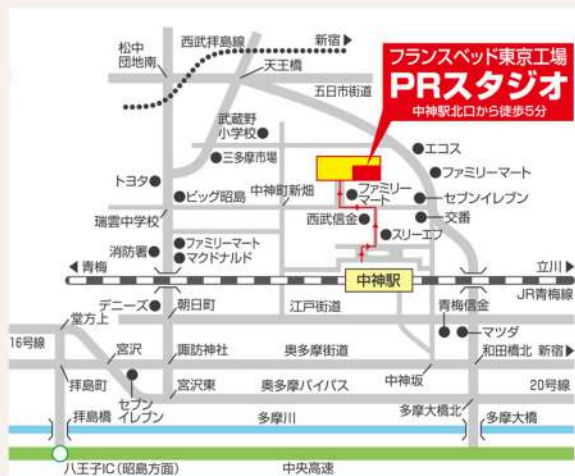 松中
団地南
西武拝島線
新宿▶
天王橋
フランスベッド東京工場
PRスタジオ
中神駅北口から徒歩5分
五日市街道
武蔵野
小学校
三多摩市場
エコス
ファミリーマート
トヨタ
ビッグ昭島
中神町新畑
ファミリー
マート
セブンイレブン
瑞雲中学校
西武信金
交番
スリーエフ
消防署
ファミリーマート
マクドナルド
◀青梅
中神駅
立川▶
JR青梅線
デニーズ
朝日町
江戸街道
青梅信金
堂方上
マツダ
16号線
宮沢
諏訪神社
奥多摩街道
和田橋北
新宿▶
拝島町
セブン
イレブン
宮沢東
奥多摩バイパス
中神坂
20号線
拝島橋
多摩川
多摩大橋北
多摩大橋
八王子IC(昭島方面)
中央高速